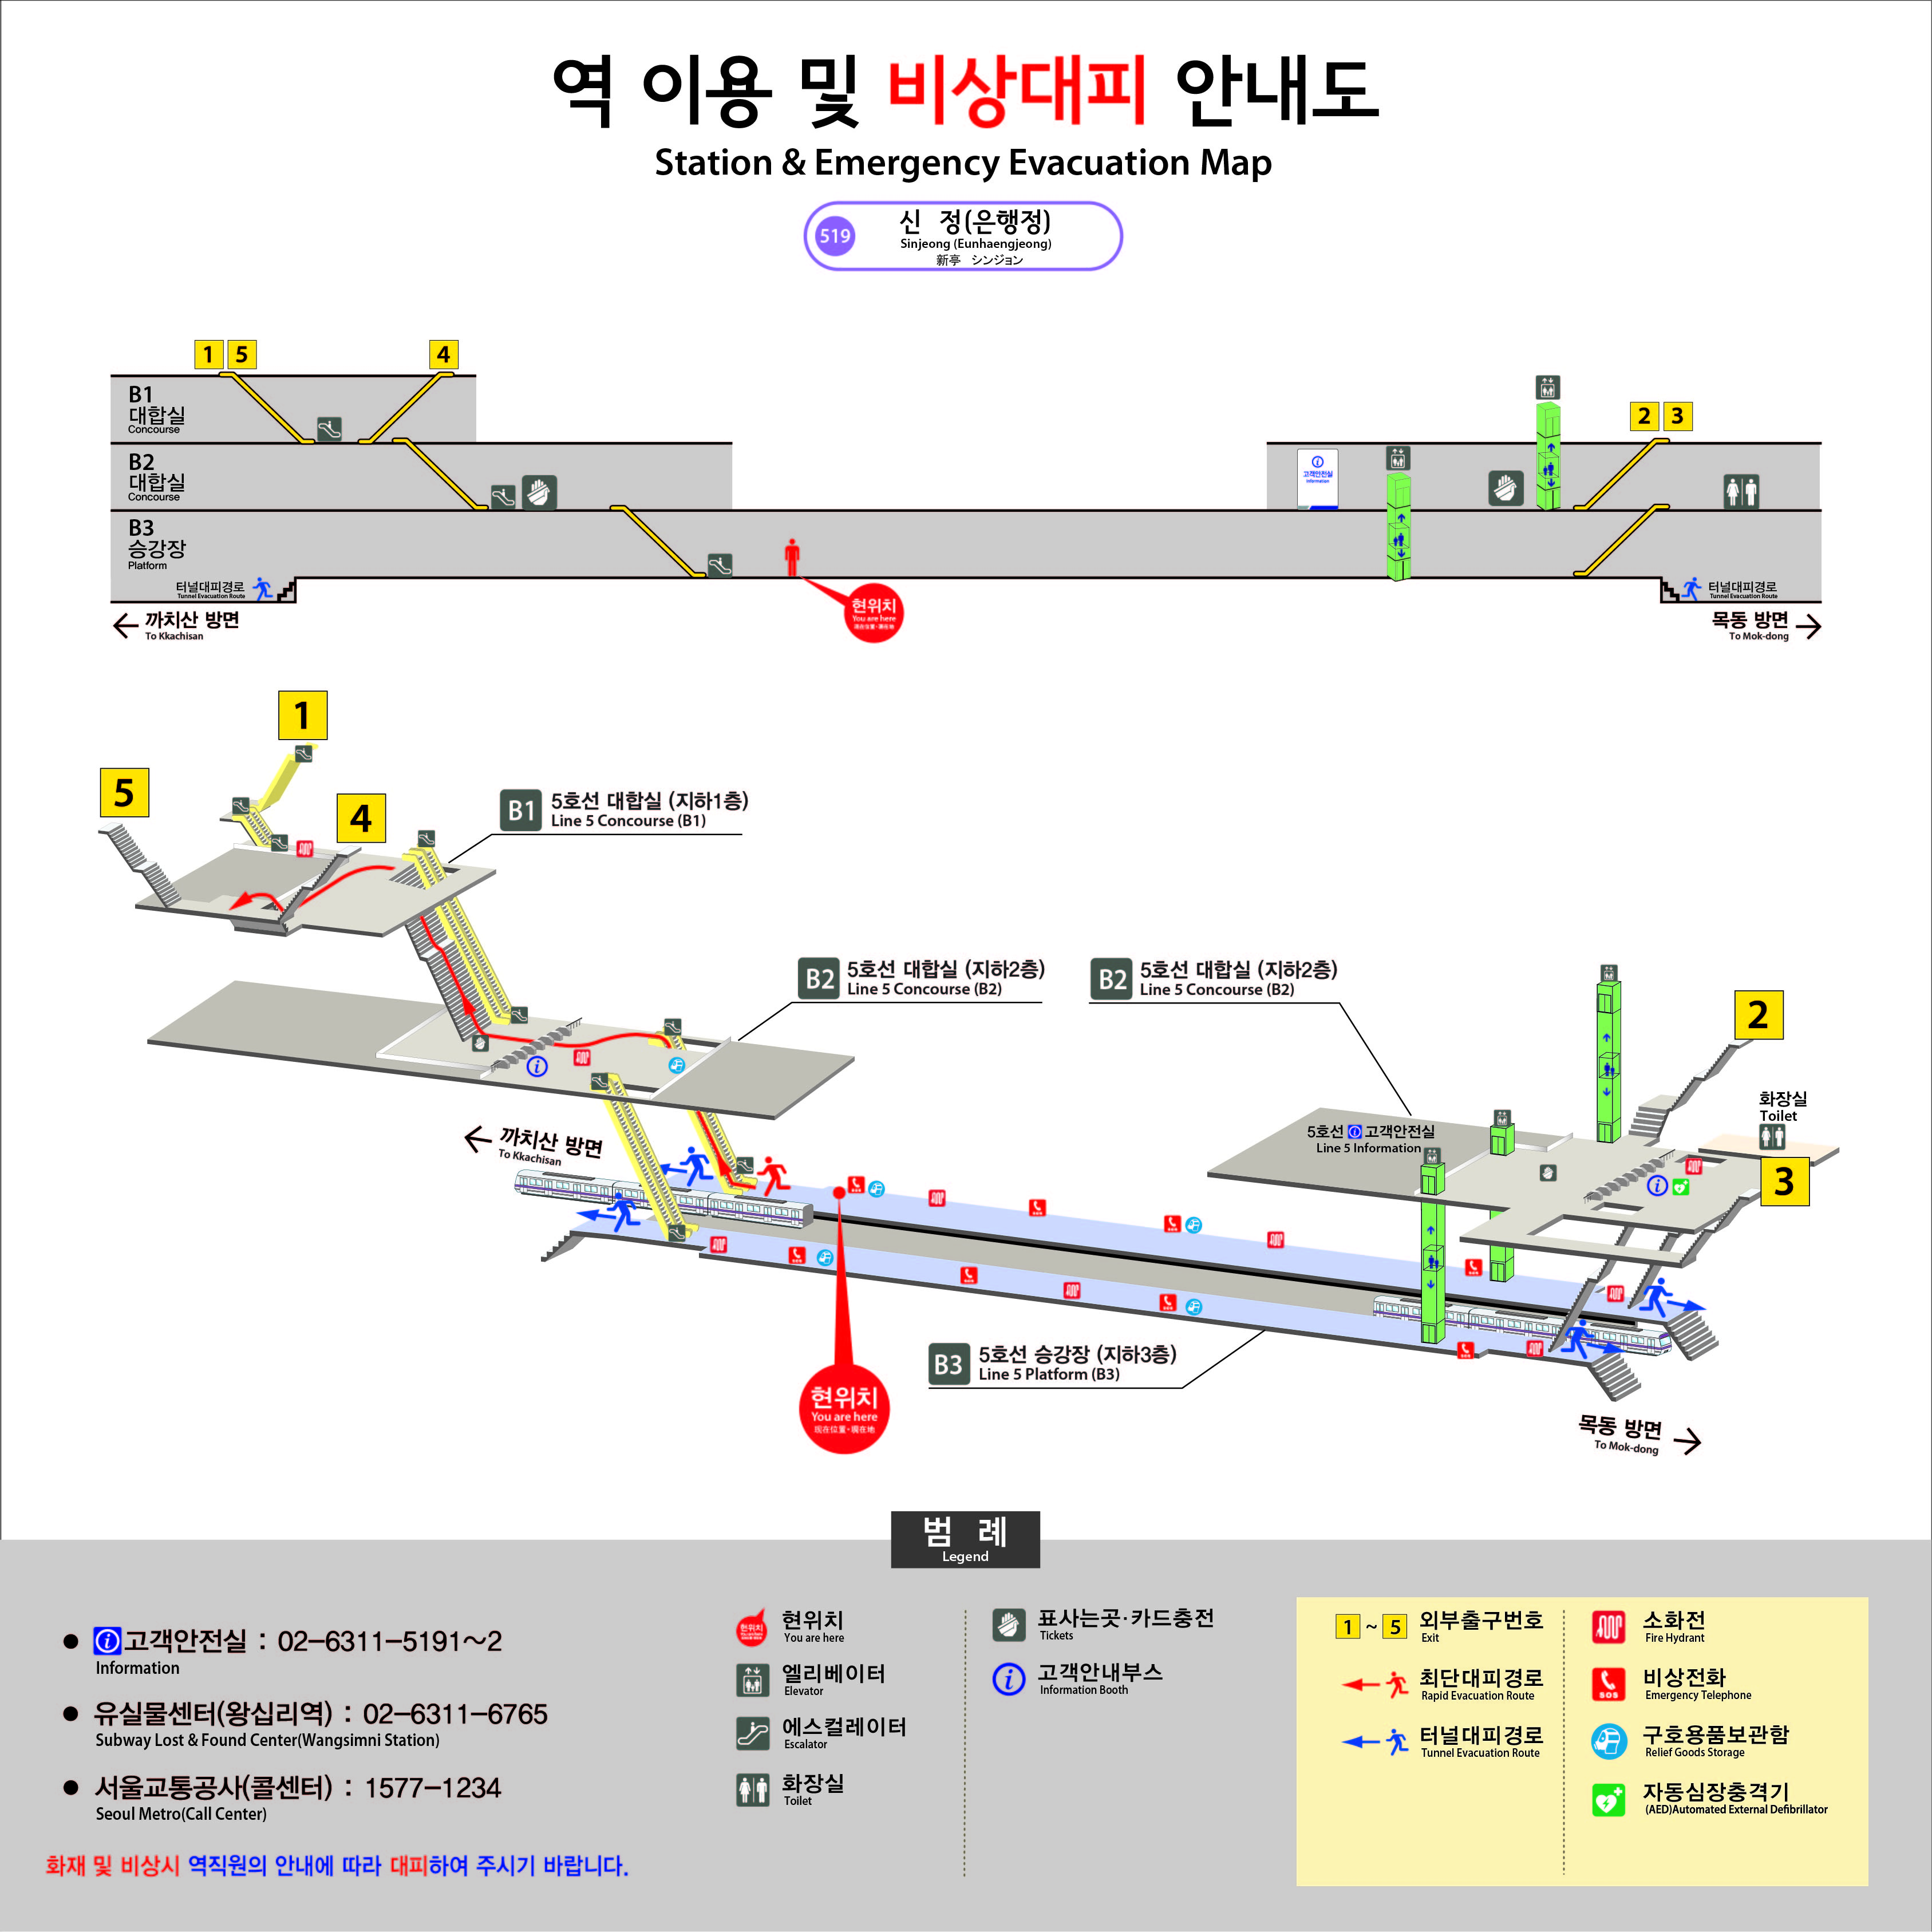 역 이용 및 비상대피 안내도
Station & Emergency Evacuation Map
519
신 정(은행정)
Sinjeong (Eunhaengjeong)
新亭 シンジョン
1 5
4
B1
대합실
Concourse
B2
대합실
Concourse
B3
승강장
Platform
터널대피경로
Tunnel Evacuation Route
까치산 방면
To Kkachisan
현위치
You are here
现在位置·現在地
고객안전실
Information
2 3
터널대피경로
Tunnel Evacuation Route
목동 방면
To Mok-dong
1
5
4
B1
5호선 대합실 (지하1층)
Line 5 Concourse (B1)
B2
5호선 대합실 (지하2층)
Line 5 Concourse (B2)
B2
5호선 대합실 (지하2층)
Line 5 Concourse (B2)
2
화장실
Toilet
3
5호선 고객안전실
Line 5 Information
까치산 방면
To Kkachisan
B3
5호선 승강장 (지하3층)
Line 5 Platform (B3)
현위치
You are here
现在位置·現在地
목동 방면
To Mok-dong
범 례
Legend
고객안전실 : 02-6311-5191~2
Information
유실물센터(왕십리역) : 02-6311-6765
Subway Lost & Found Center(Wangsimni Station)
서울교통공사(콜센터) : 1577-1234
Seoul Metro(Call Center)
화재 및 비상시 역직원의 안내에 따라 대피하여 주시기 바랍니다.
현위치
You are here
엘리베이터
Elevator
에스컬레이터
Escalator
화장실
Toilet
표사는곳·카드충전
Tickets
고객안내부스
Information Booth
1 ~ 5 외부출구번호
Exit
최단대피경로
Rapid Evacuation Route
터널대피경로
Tunnel Evacuation Route
소화전
Fire Hydrant
SOS
비상전화
Emergency Telephone
구호용품보관함
Relief Goods Storage
자동심장충격기
(AED)Automated External Defibrillator